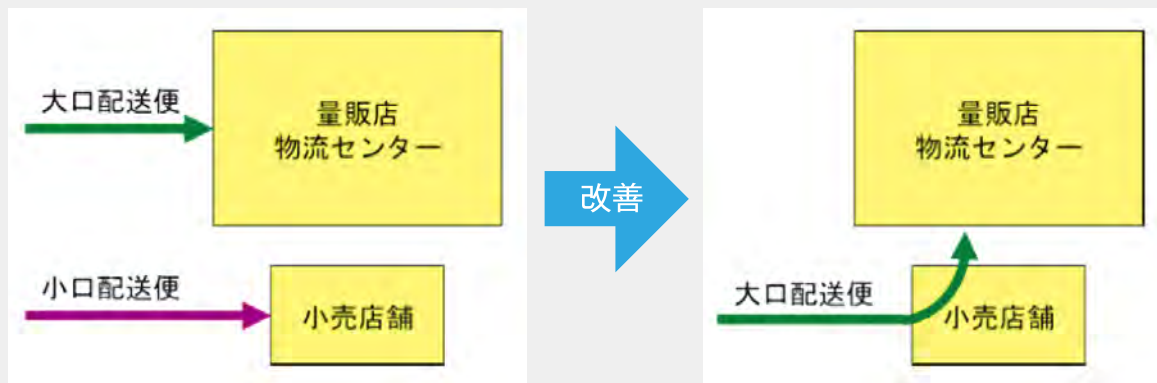 大口配送便
量販店
物流センター
小口配送便
小売店舗
改善
量販店
物流センター
大口配送便
小売店舗